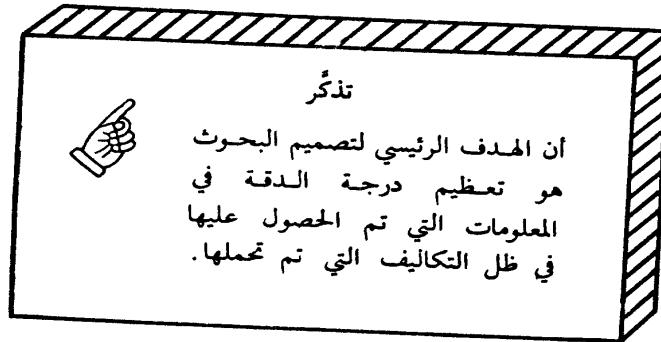 تذكَّر
أن الهدف الرئيسي لتصميم البحوث
هو تعظيم درجة الدقة في
المعلومات التي تم الحصول عليها
في ظل التكاليف التي تم تحملها.